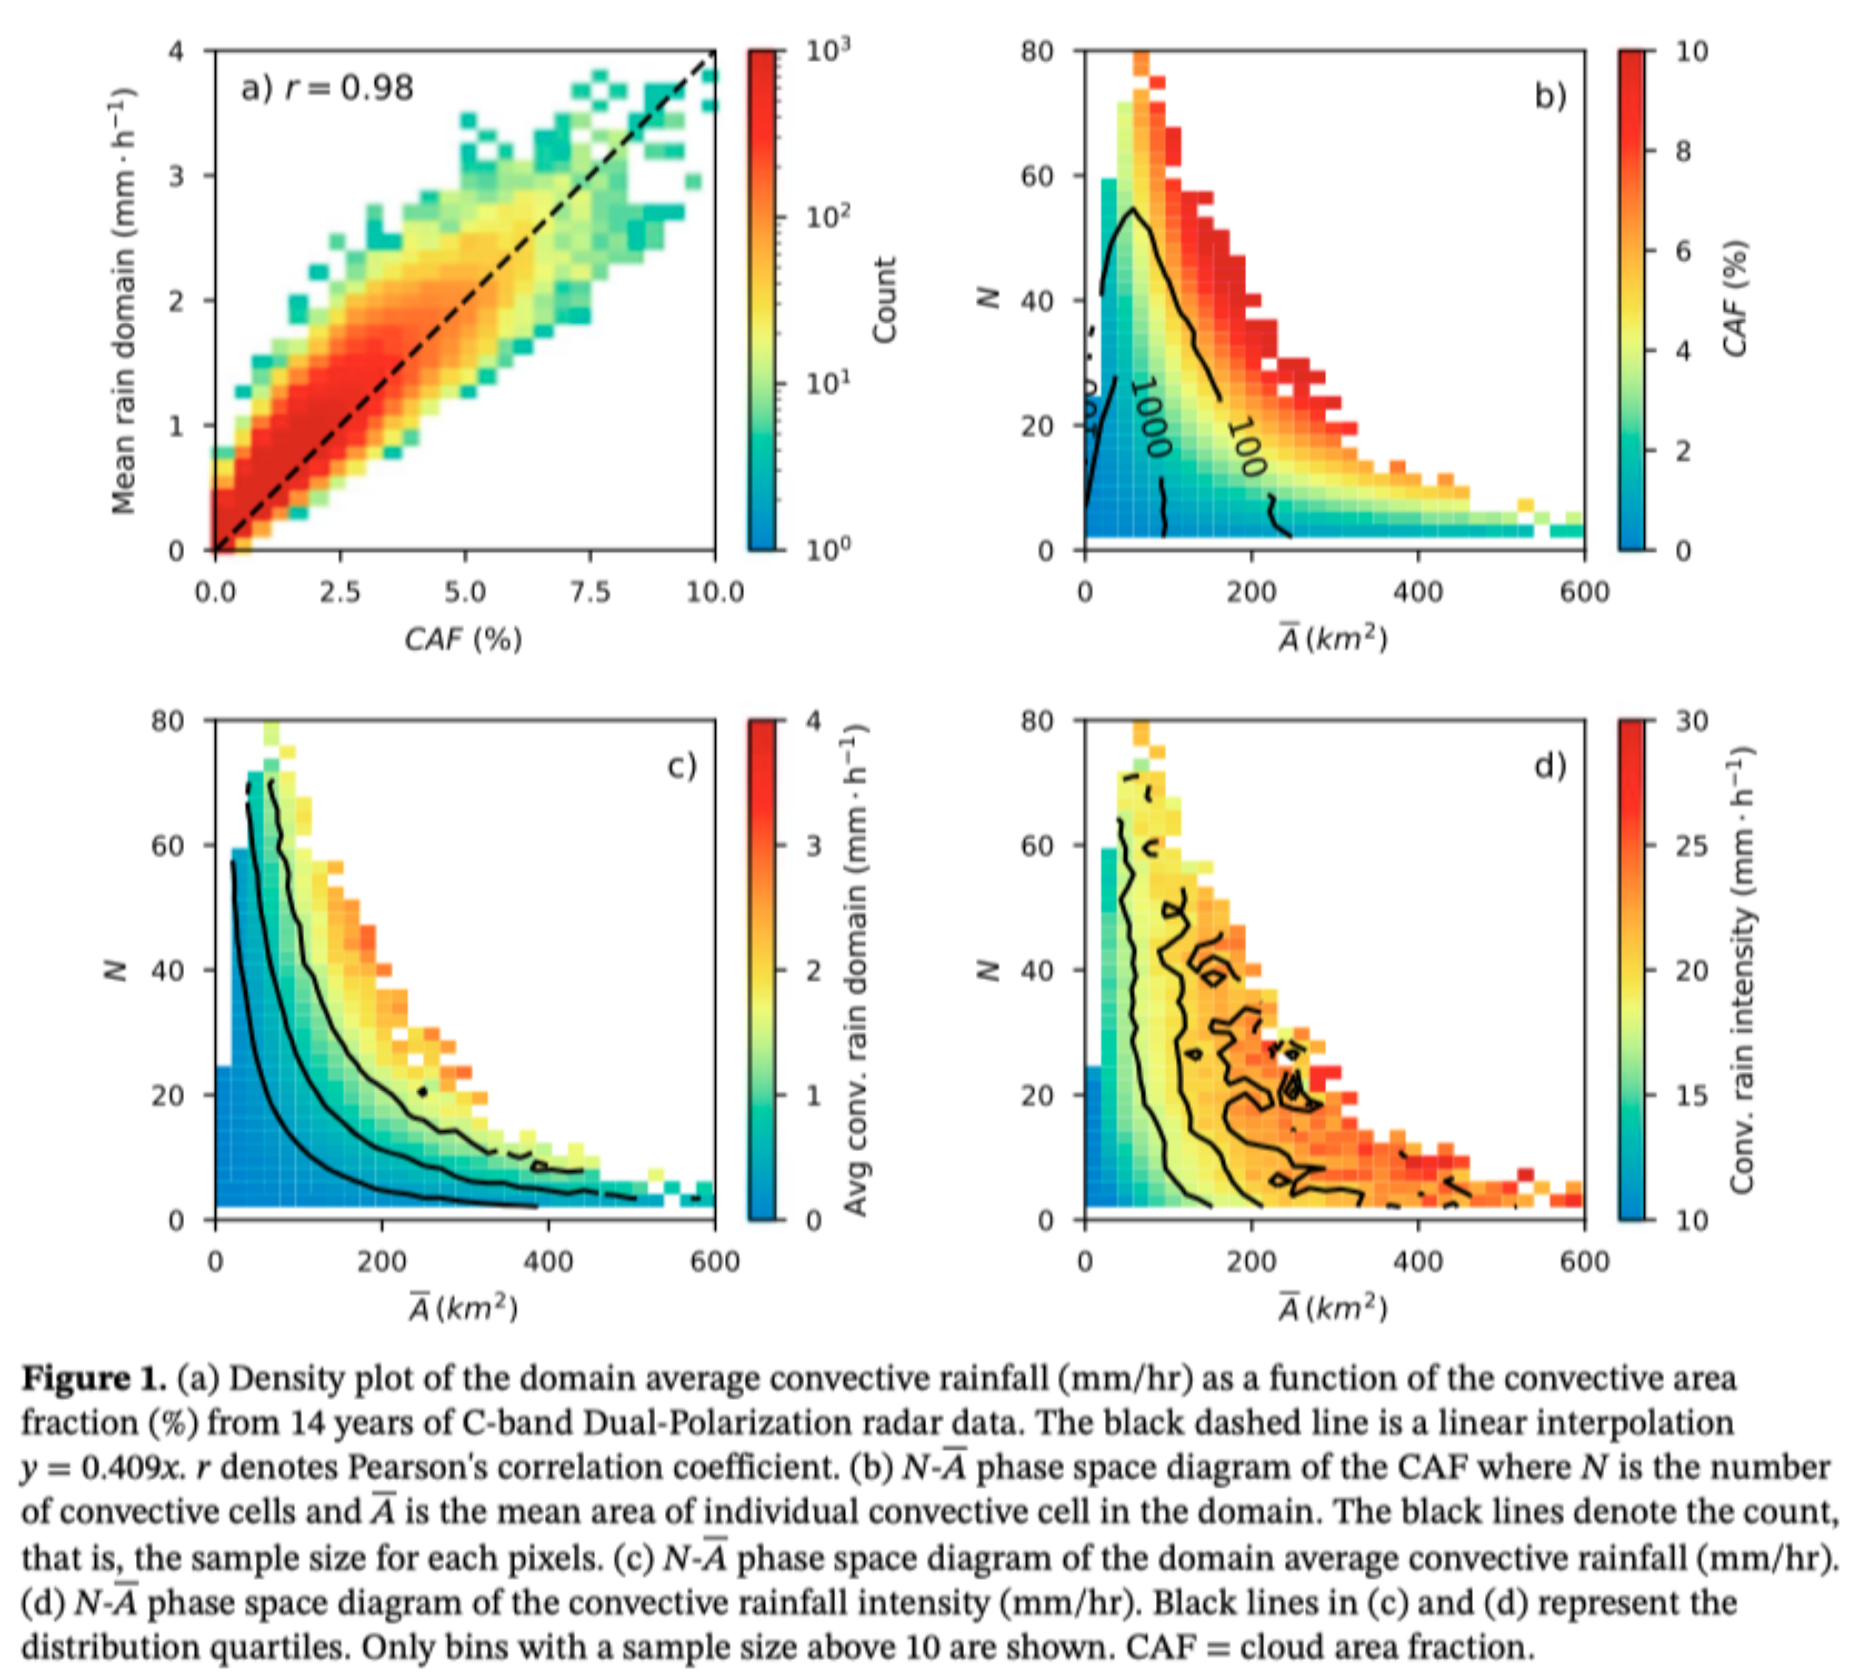 a) r = 0.98
Mean rain domain (mm · h⁻¹)
4
3
2
1
0
0.0 2.5 5.0 7.5 10.0
CAF (%)
10³
10²
10¹
10⁰
Count
b)
N
80
60
40
20
0
1000
100
0 200 400 600
A̅ (km²)
10
8
6
4
2
0
CAF (%)
c)
N
80
60
40
20
0
0 200 400 600
A̅ (km²)
4
3
2
1
0
Avg conv. rain domain (mm · h⁻¹)
d)
N
80
60
40
20
0
0 200 400 600
A̅ (km²)
30
25
20
15
10
Conv. rain intensity (mm · h⁻¹)
Figure 1. (a) Density plot of the domain average convective rainfall (mm/hr) as a function of the convective area
fraction (%) from 14 years of C-band Dual-Polarization radar data. The black dashed line is a linear interpolation
y = 0.409x. r denotes Pearson's correlation coefficient. (b) N-A̅ phase space diagram of the CAF where N is the number
of convective cells and A̅ is the mean area of individual convective cell in the domain. The black lines denote the count,
that is, the sample size for each pixels. (c) N-A̅ phase space diagram of the domain average convective rainfall (mm/hr).
(d) N-A̅ phase space diagram of the convective rainfall intensity (mm/hr). Black lines in (c) and (d) represent the
distribution quartiles. Only bins with a sample size above 10 are shown. CAF = cloud area fraction.